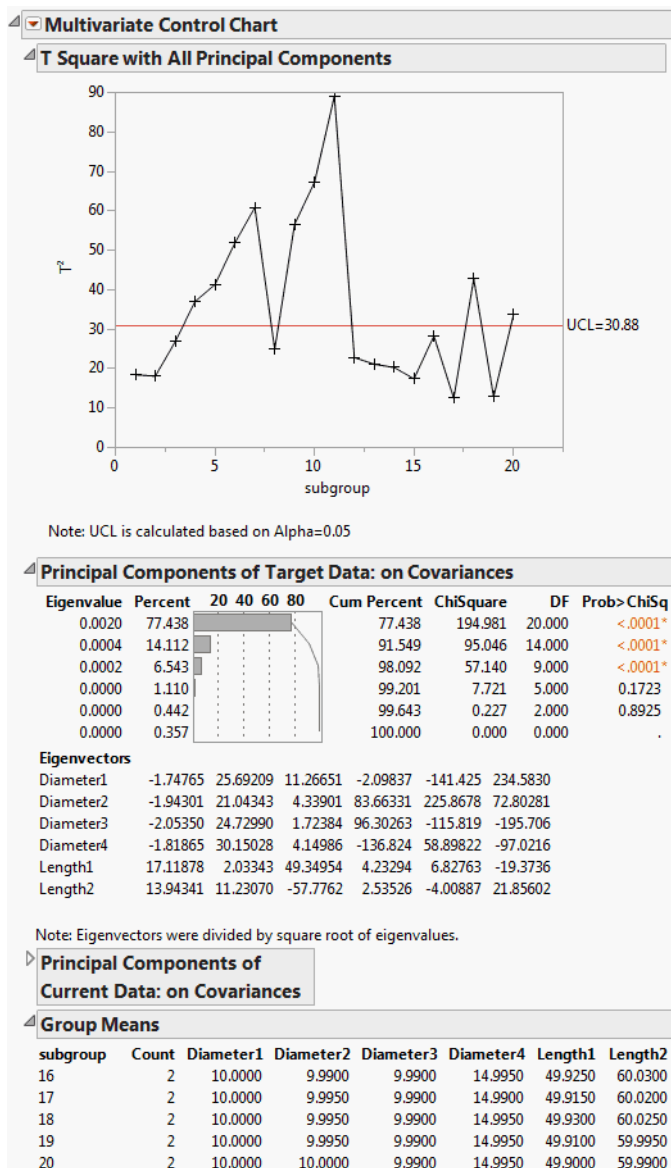 Multivariate Control Chart
T Square with All Principal Components
90
80
70
60
50
40
30
20
10
0
T²
UCL=30.88
0 5 10 15 20
subgroup
Note: UCL is calculated based on Alpha=0.05
Principal Components of Target Data: on Covariances
Eigenvalue Percent 20 40 60 80 Cum Percent ChiSquare DF Prob>ChiSq
0.0020 77.438 77.438 194.981 20.000 <.0001*
0.0004 14.112 91.549 95.046 14.000 <.0001*
0.0002 6.543 98.092 57.140 9.000 <.0001*
0.0000 1.110 99.201 7.721 5.000 0.1723
0.0000 0.442 99.643 0.227 2.000 0.8925
0.0000 0.357 100.000 0.000 0.000 .
Eigenvectors
Diameter1 -1.74765 25.69209 11.26651 -2.09837 -141.425 234.5830
Diameter2 -1.94301 21.04343 4.33901 83.66331 225.8678 72.80281
Diameter3 -2.05350 24.72990 1.72384 96.30263 -115.819 -195.706
Diameter4 -1.81865 30.15028 4.14986 -136.824 58.89822 -97.0216
Length1 17.11878 2.03343 49.34954 4.23294 6.82763 -19.3736
Length2 13.94341 11.23070 -57.7762 2.53526 -4.00887 21.85602
Note: Eigenvectors were divided by square root of eigenvalues.
Principal Components of
Current Data: on Covariances
Group Means
subgroup Count Diameter1 Diameter2 Diameter3 Diameter4 Length1 Length2
16 2 10.0000 9.9900 9.9900 14.9950 49.9250 60.0300
17 2 10.0000 9.9950 9.9900 14.9900 49.9150 60.0200
18 2 10.0000 9.9950 9.9900 14.9950 49.9300 60.0250
19 2 10.0000 9.9950 9.9900 14.9950 49.9100 59.9950
20 2 10.0000 10.0000 9.9900 14.9950 49.9000 59.9900